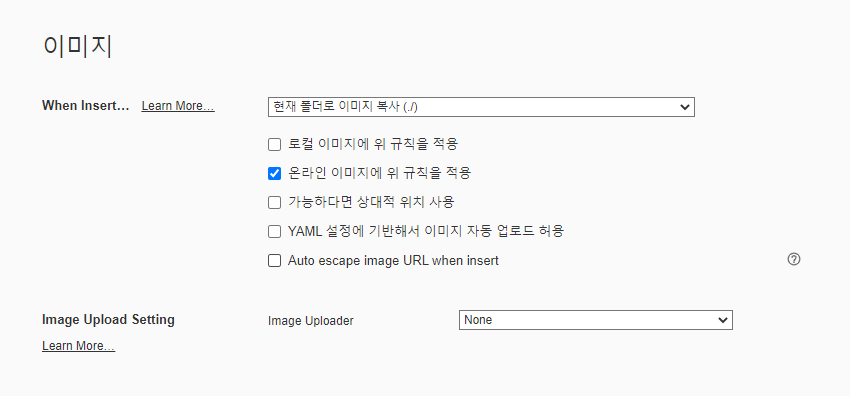 이미지
When Insert... Learn More... 현재 폴더로 이미지 복사 (./)
로컬 이미지에 위 규칙을 적용
온라인 이미지에 위 규칙을 적용
가능하다면 상대적 위치 사용
YAML 설정에 기반해서 이미지 자동 업로드 허용
Auto escape image URL when insert ?
Image Upload Setting Image Uploader None
Learn More...